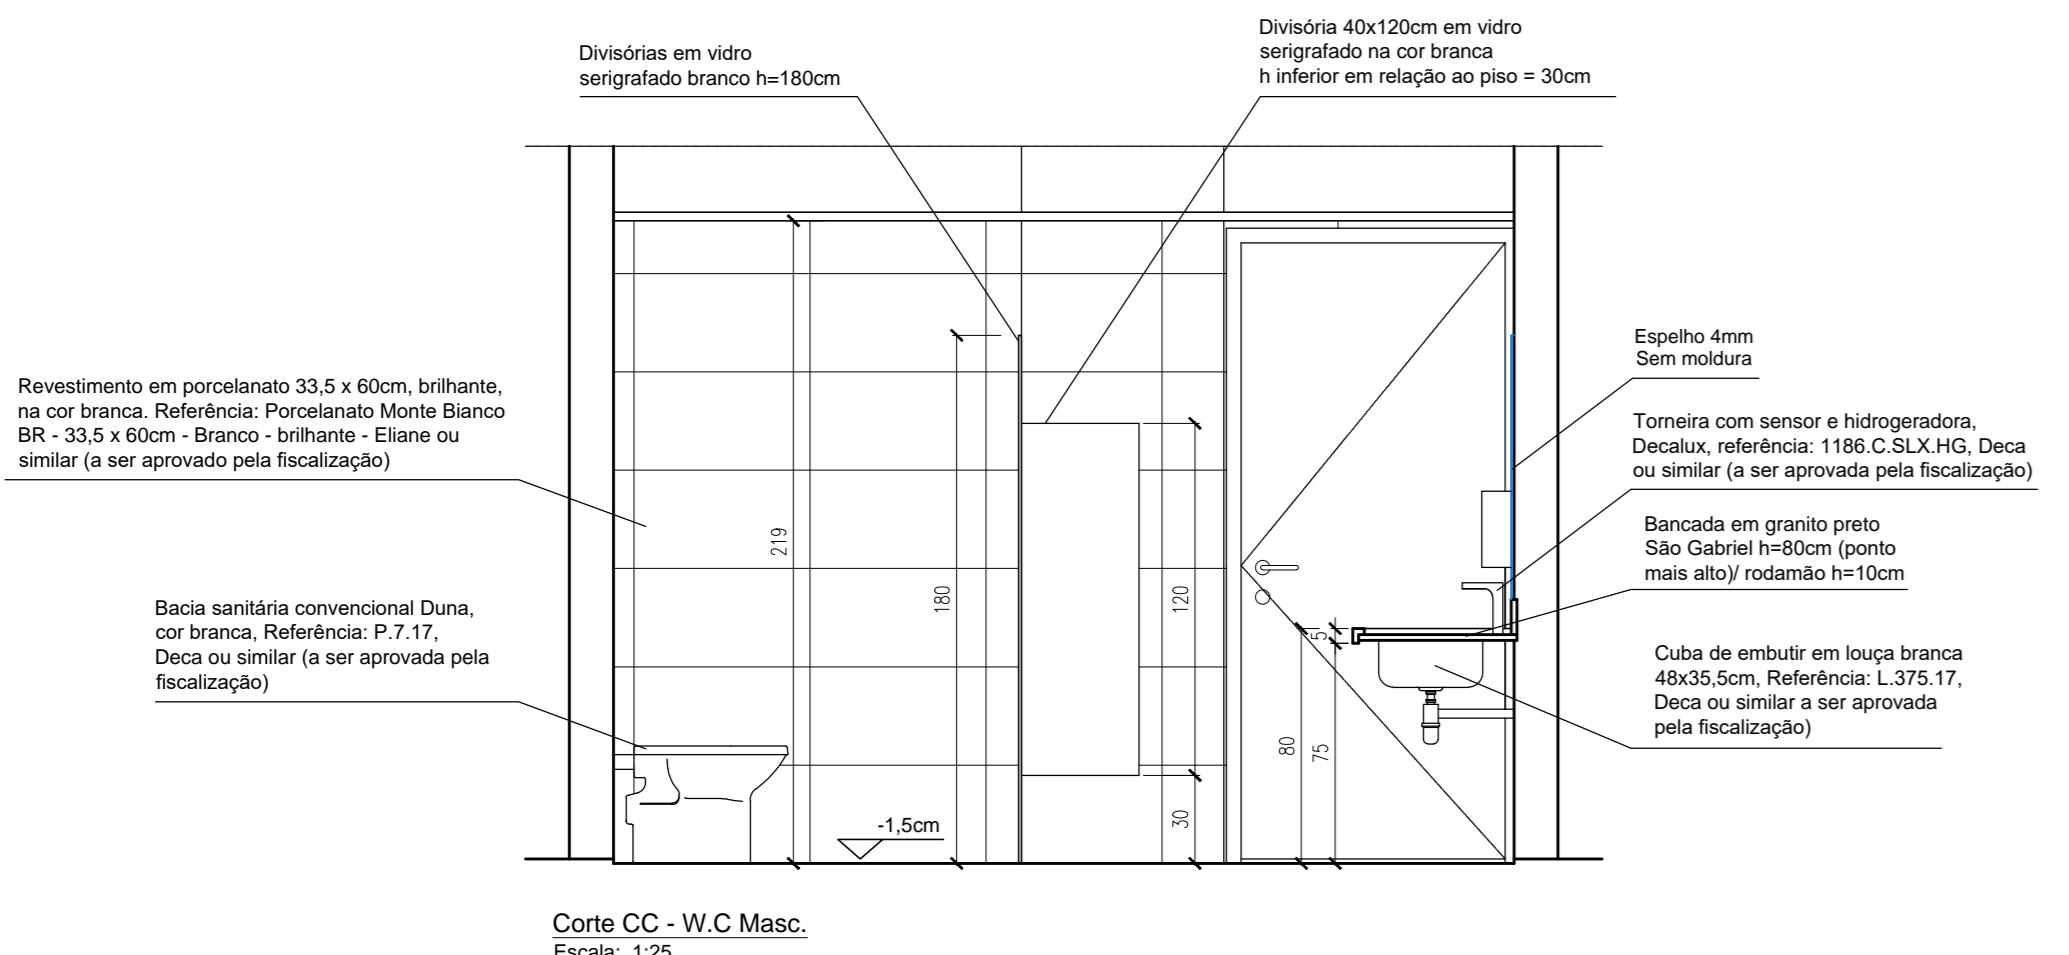 Divisórias em vidro
serigrafado branco h=180cm
Divisória 40x120cm em vidro
serigrafado na cor branca
h inferior em relação ao piso = 30cm
Revestimento em porcelanato 33,5 x 60cm, brilhante,
na cor branca. Referência: Porcelanato Monte Bianco
BR - 33,5 x 60cm - Branco - brilhante - Eliane ou
similar (a ser aprovado pela fiscalização)
Bacia sanitária convencional Duna,
cor branca, Referência: P.7.17,
Deca ou similar (a ser aprovada pela
fiscalização)
219
180
120
30
5
80
75
-1,5cm
Espelho 4mm
Sem moldura
Torneira com sensor e hidrogeradora,
Decalux, referência: 1186.C.SLX.HG, Deca
ou similar (a ser aprovada pela fiscalização)
Bancada em granito preto
São Gabriel h=80cm (ponto
mais alto)/ rodamão h=10cm
Cuba de embutir em louça branca
48x35,5cm, Referência: L.375.17,
Deca ou similar a ser aprovada
pela fiscalização)
Corte CC - W.C Masc.
Escala: 1:25